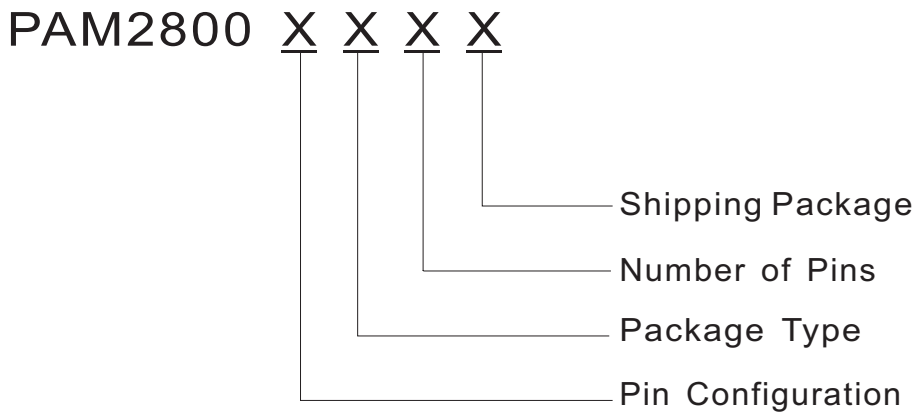 PAM2800 X X X X
Shipping Package
Number of Pins
Package Type
Pin Configuration